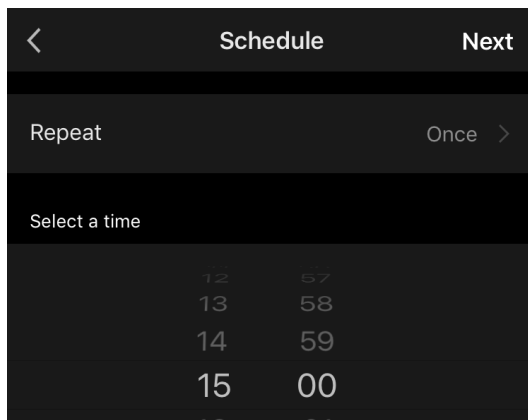 Schedule Next
Repeat Once
Select a time
12 57
13 58
14 59
15 00